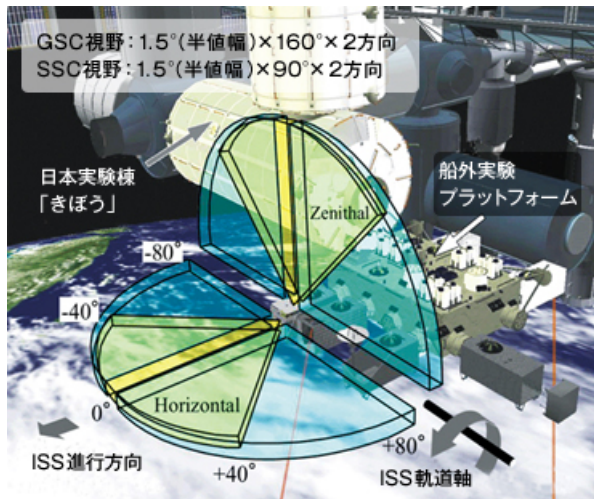 GSC視野：1.5°(半値幅)×160°×2方向
SSC視野：1.5°(半値幅)×90°×2方向
日本実験棟
「きぼう」
船外実験
プラットフォーム
Zenithal
-80°
-40°
0°
Horizontal
+40°
+80°
ISS進行方向
ISS軌道軸